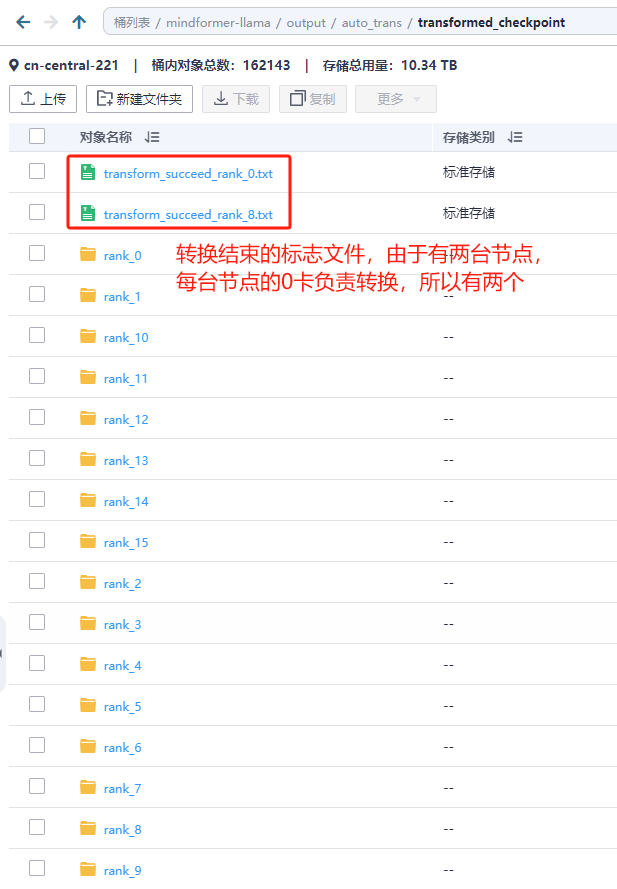 桶列表 / mindformer-llama / output / auto_trans / transformed_checkpoint
cn-central-221 | 桶内对象总数：162143 | 存储总用量：10.34 TB
上传 新建文件夹 下载 复制 更多
对象名称 存储类别
transform_succeed_rank_0.txt 标准存储
transform_succeed_rank_8.txt 标准存储
转换结束的标志文件，由于有两台节点，
rank_0
每台节点的0卡负责转换，所以有两个
rank_1 --
rank_10 --
rank_11 --
rank_12 --
rank_13 --
rank_14 --
rank_15 --
rank_2 --
rank_3 --
rank_4 --
rank_5 --
rank_6 --
rank_7 --
rank_8 --
rank_9 --